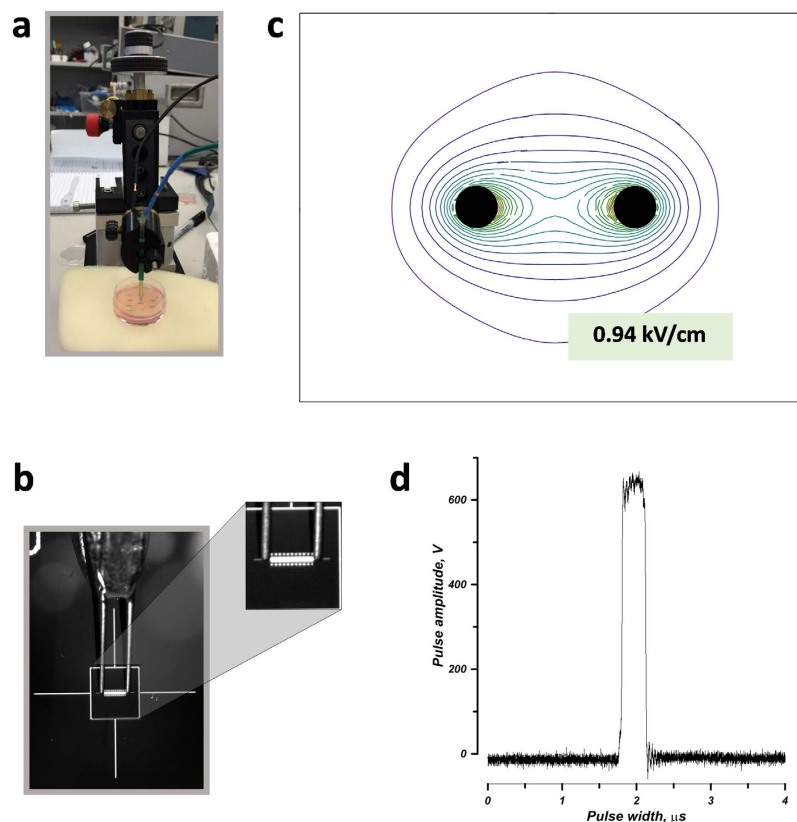 a
c
0.94 kV/cm
b
d
Pulse amplitude, V
600
400
200
0
0 1 2 3 4
Pulse width, μs